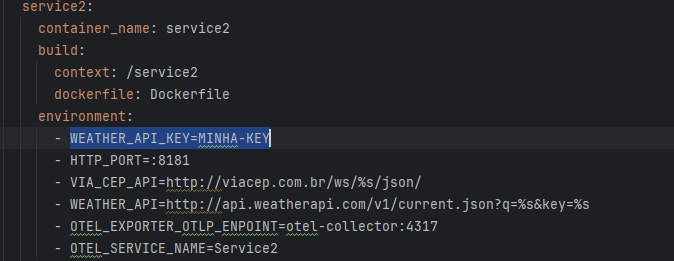 service2:
container_name: service2
build:
context: /service2
dockerfile: Dockerfile
environment:
- WEATHER_API_KEY=MINHA-KEY
- HTTP_PORT=:8181
- VIA_CEP_API=http://viacep.com.br/ws/%s/json/
- WEATHER_API=http://api.weatherapi.com/v1/current.json?q=%s&key=%s
- OTEL_EXPORTER_OTLP_ENPOINT=otel-collector:4317
- OTEL_SERVICE_NAME=Service2